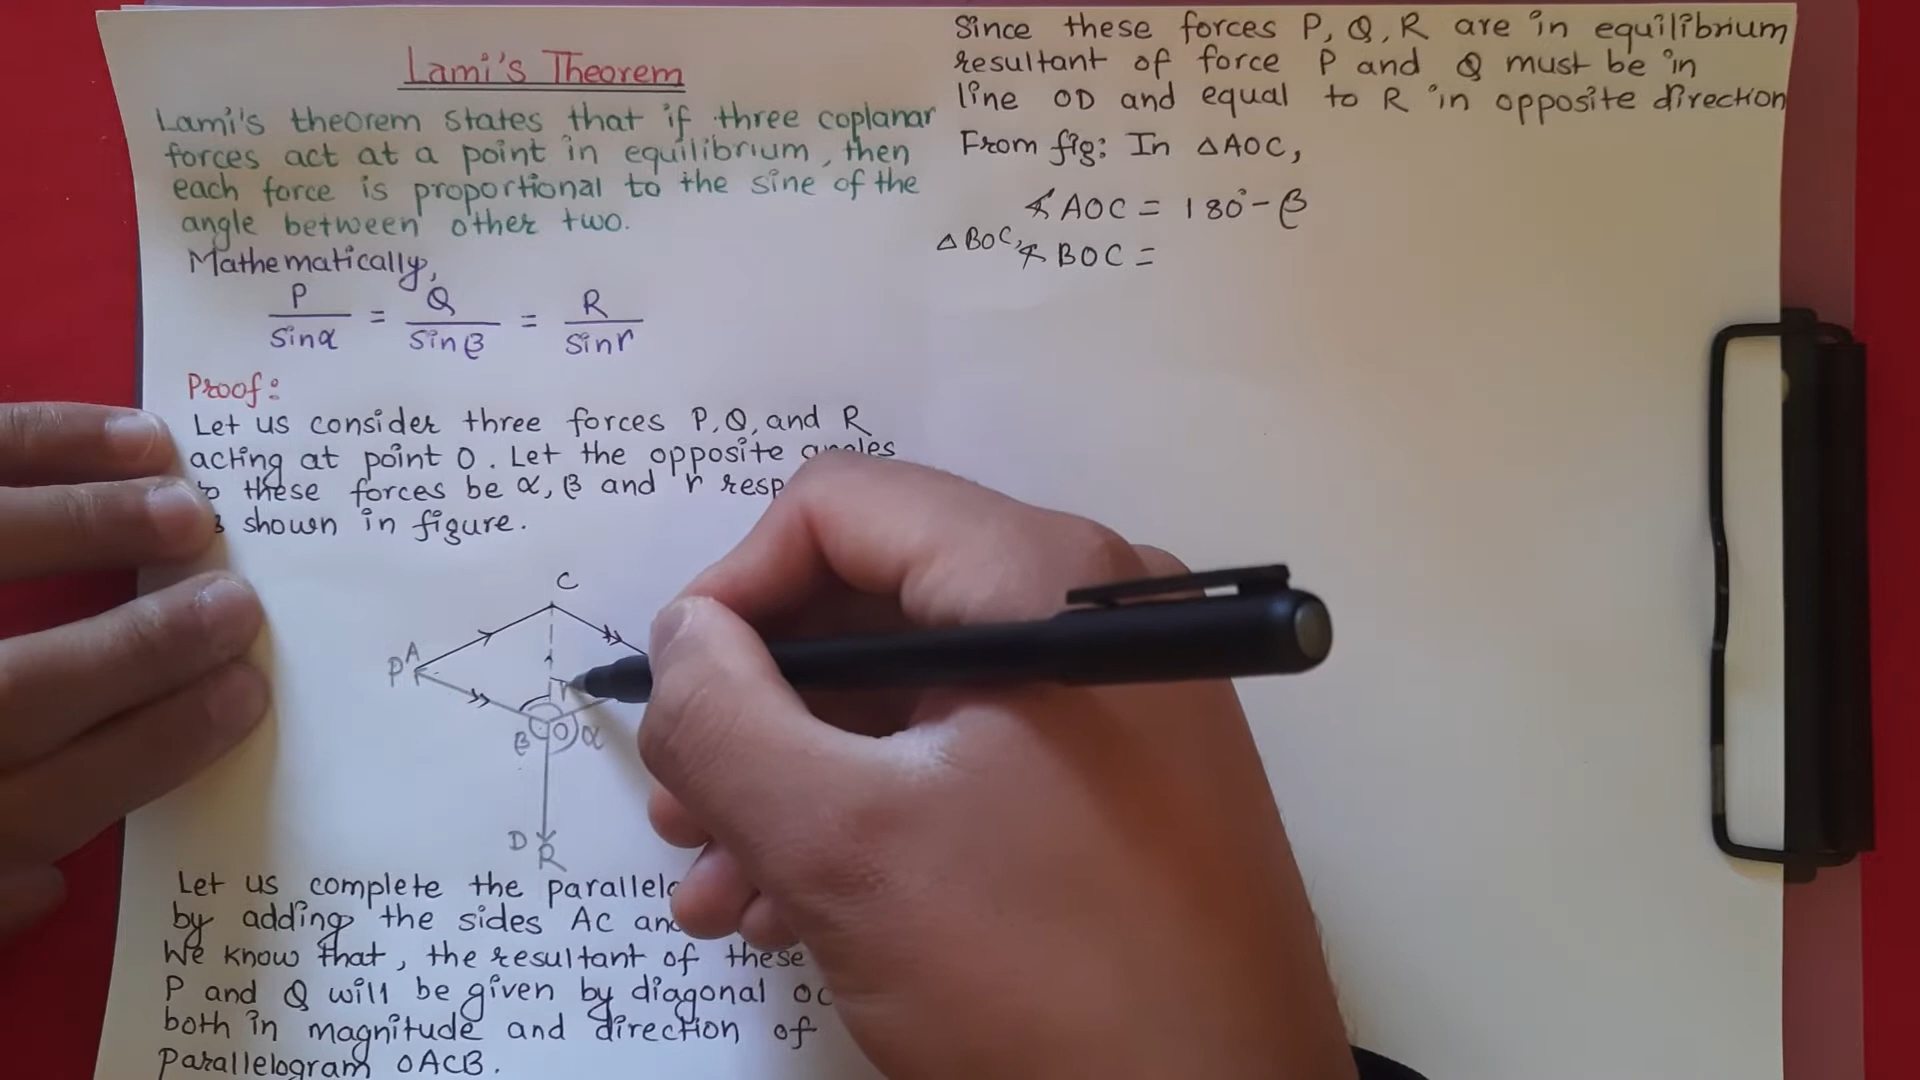 Lami's Theorem
Lami's theorem states that if three coplanar
forces act at a point in equilibrium, then
each force is proportional to the sine of the
angle between other two.
Mathematically,
P/sinα = Q/sinβ = R/sinr
Proof:
Let us consider three forces P, Q, and R
acting at point O. Let the opposite angles
these forces be α, β and r resp
shown in figure.
C
P A
r
β O α
D
R
Let us complete the parallelo
by adding the sides AC and
We know that, the resultant of these
P and Q will be given by diagonal OC
both in magnitude and direction of
Parallelogram OACB.
Since these forces P, Q, R are in equilibrium
resultant of force P and Q must be in
line OD and equal to R in opposite direction
From fig: In ΔAOC,
∡AOC = 180° - β
ΔBOC, ∡BOC =